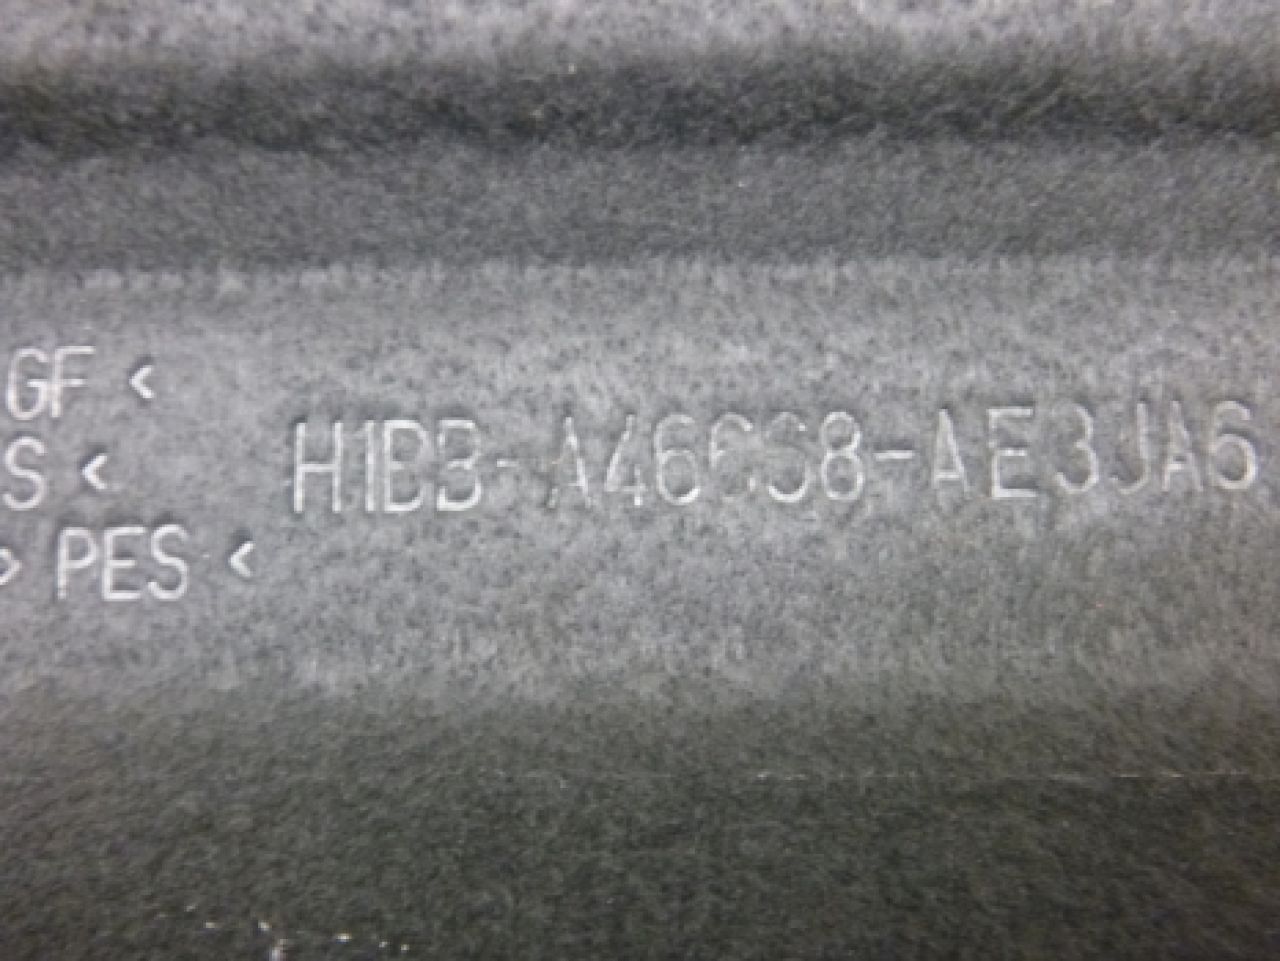 GF <
S < H1BB-A46668-AE3JA6
> PES <